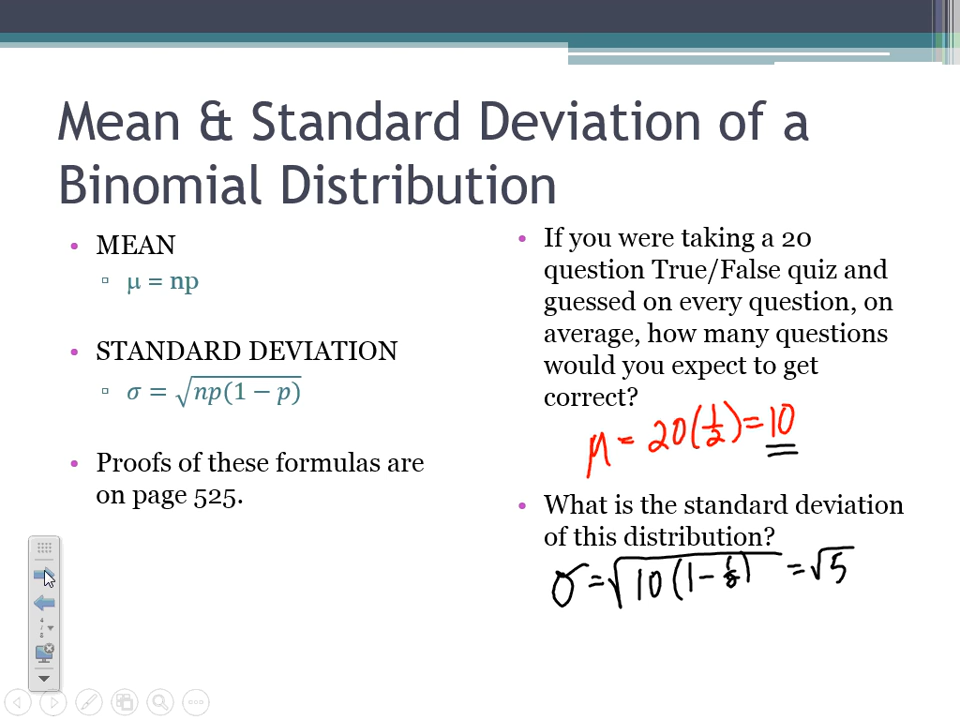 Mean & Standard Deviation of a
Binomial Distribution
• MEAN
▫ μ = np
• STANDARD DEVIATION
▫ σ = √np(1 − p)
• Proofs of these formulas are
on page 525.
• If you were taking a 20
question True/False quiz and
guessed on every question, on
average, how many questions
would you expect to get
correct?
μ = 20(1/2) = 10
• What is the standard deviation
of this distribution?
σ = √10(1 − 1/2) = √5